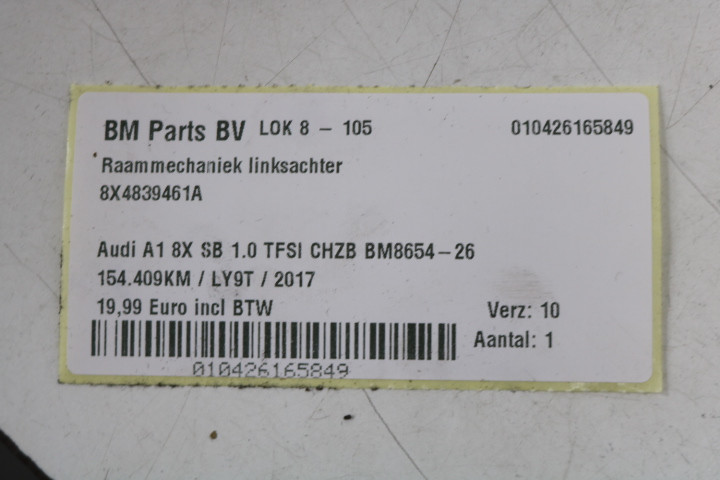 BM Parts BV LOK 8 - 105 010426165849
Raammechaniek linksachter
8X4839461A
Audi A1 8X SB 1.0 TFSI CHZB BM8654-26
154.409KM / LY9T / 2017
19,99 Euro incl BTW Verz: 10
Aantal: 1
010426165849